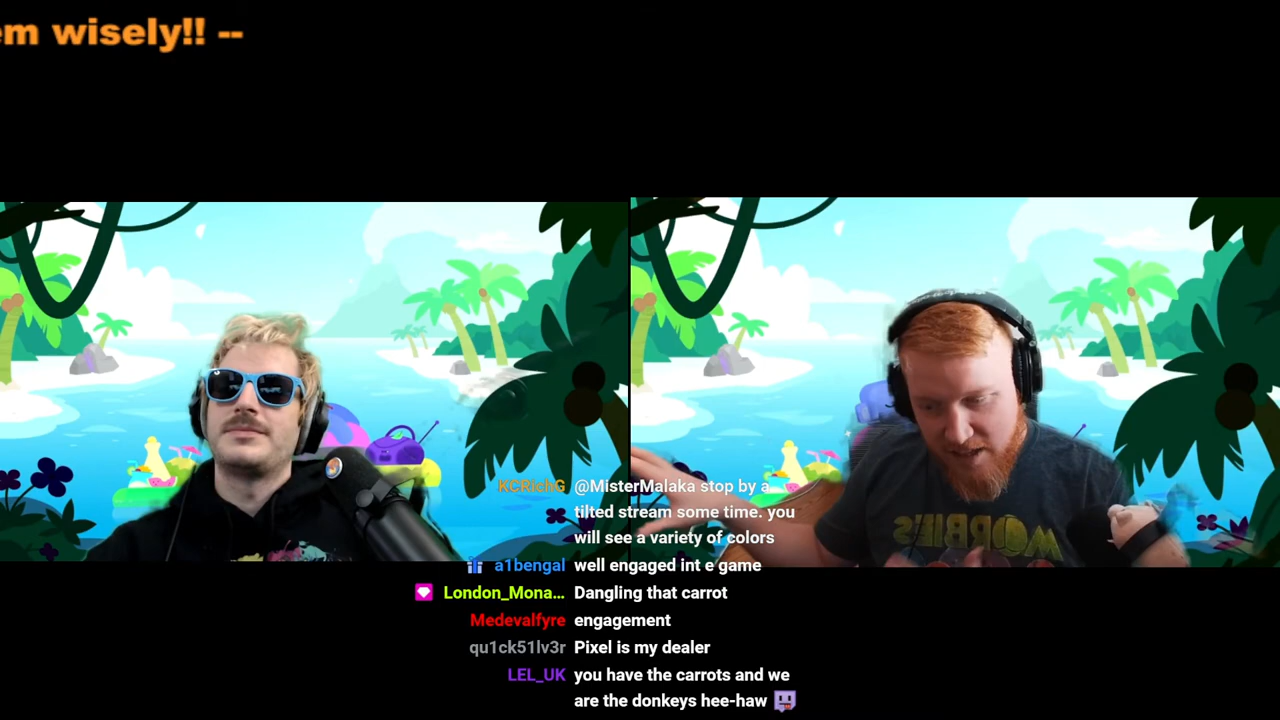 em wisely!! --
KCRichG @MisterMalaka stop by a
tilted stream some time. you
will see a variety of colors
a1bengal well engaged int e game
London_Mona... Dangling that carrot
Medevalfyre engagement
qu1ck51lv3r Pixel is my dealer
LEL_UK you have the carrots and we
are the donkeys hee-haw